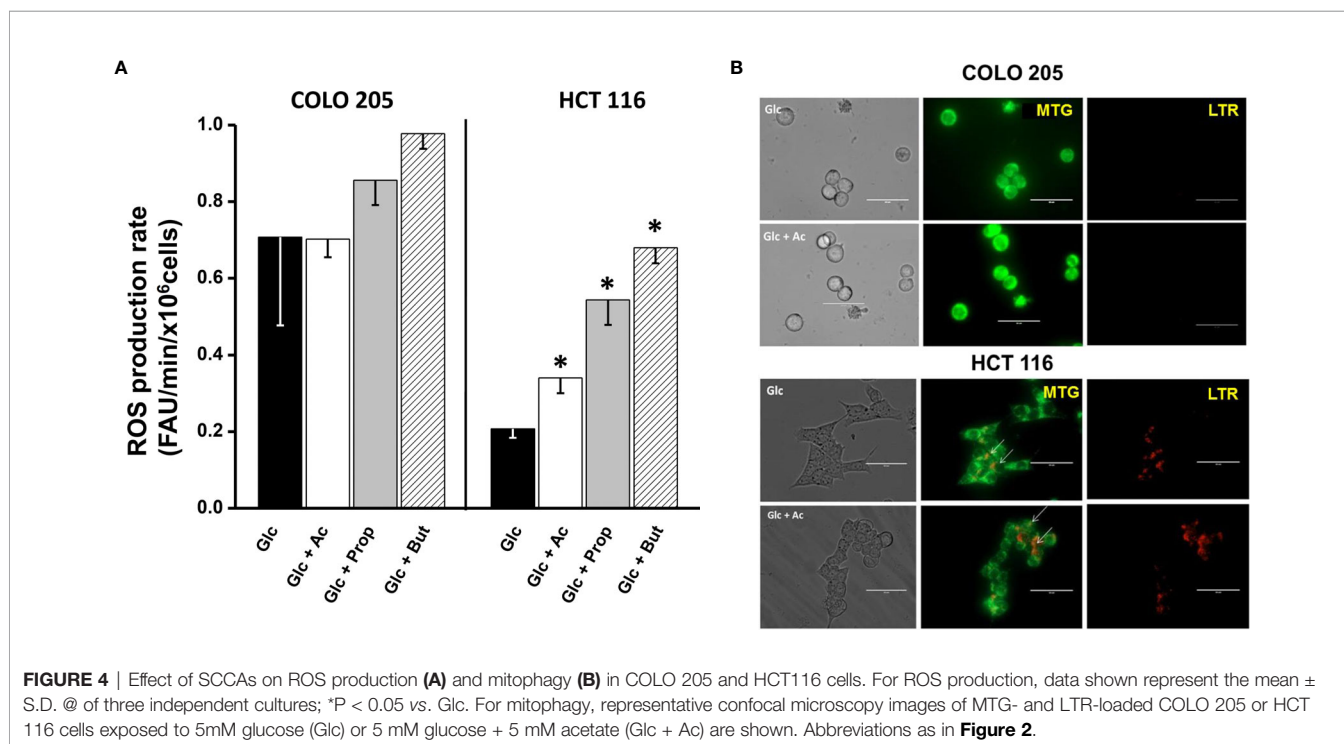 A
COLO 205
HCT 116
ROS production rate
(FAU/min/x10⁶cells)
1.0
0.8
0.6
0.4
0.2
0.0
*
*
*
Glc
Glc + Ac
Glc + Prop
Glc + But
Glc
Glc + Ac
Glc + Prop
Glc + But
B
COLO 205
Glc
MTG
LTR
Glc + Ac
HCT 116
Glc
MTG
LTR
Glc + Ac
FIGURE 4 | Effect of SCCAs on ROS production (A) and mitophagy (B) in COLO 205 and HCT116 cells. For ROS production, data shown represent the mean ±
S.D. @ of three independent cultures; *P < 0.05 vs. Glc. For mitophagy, representative confocal microscopy images of MTG- and LTR-loaded COLO 205 or HCT
116 cells exposed to 5mM glucose (Glc) or 5 mM glucose + 5 mM acetate (Glc + Ac) are shown. Abbreviations as in Figure 2.